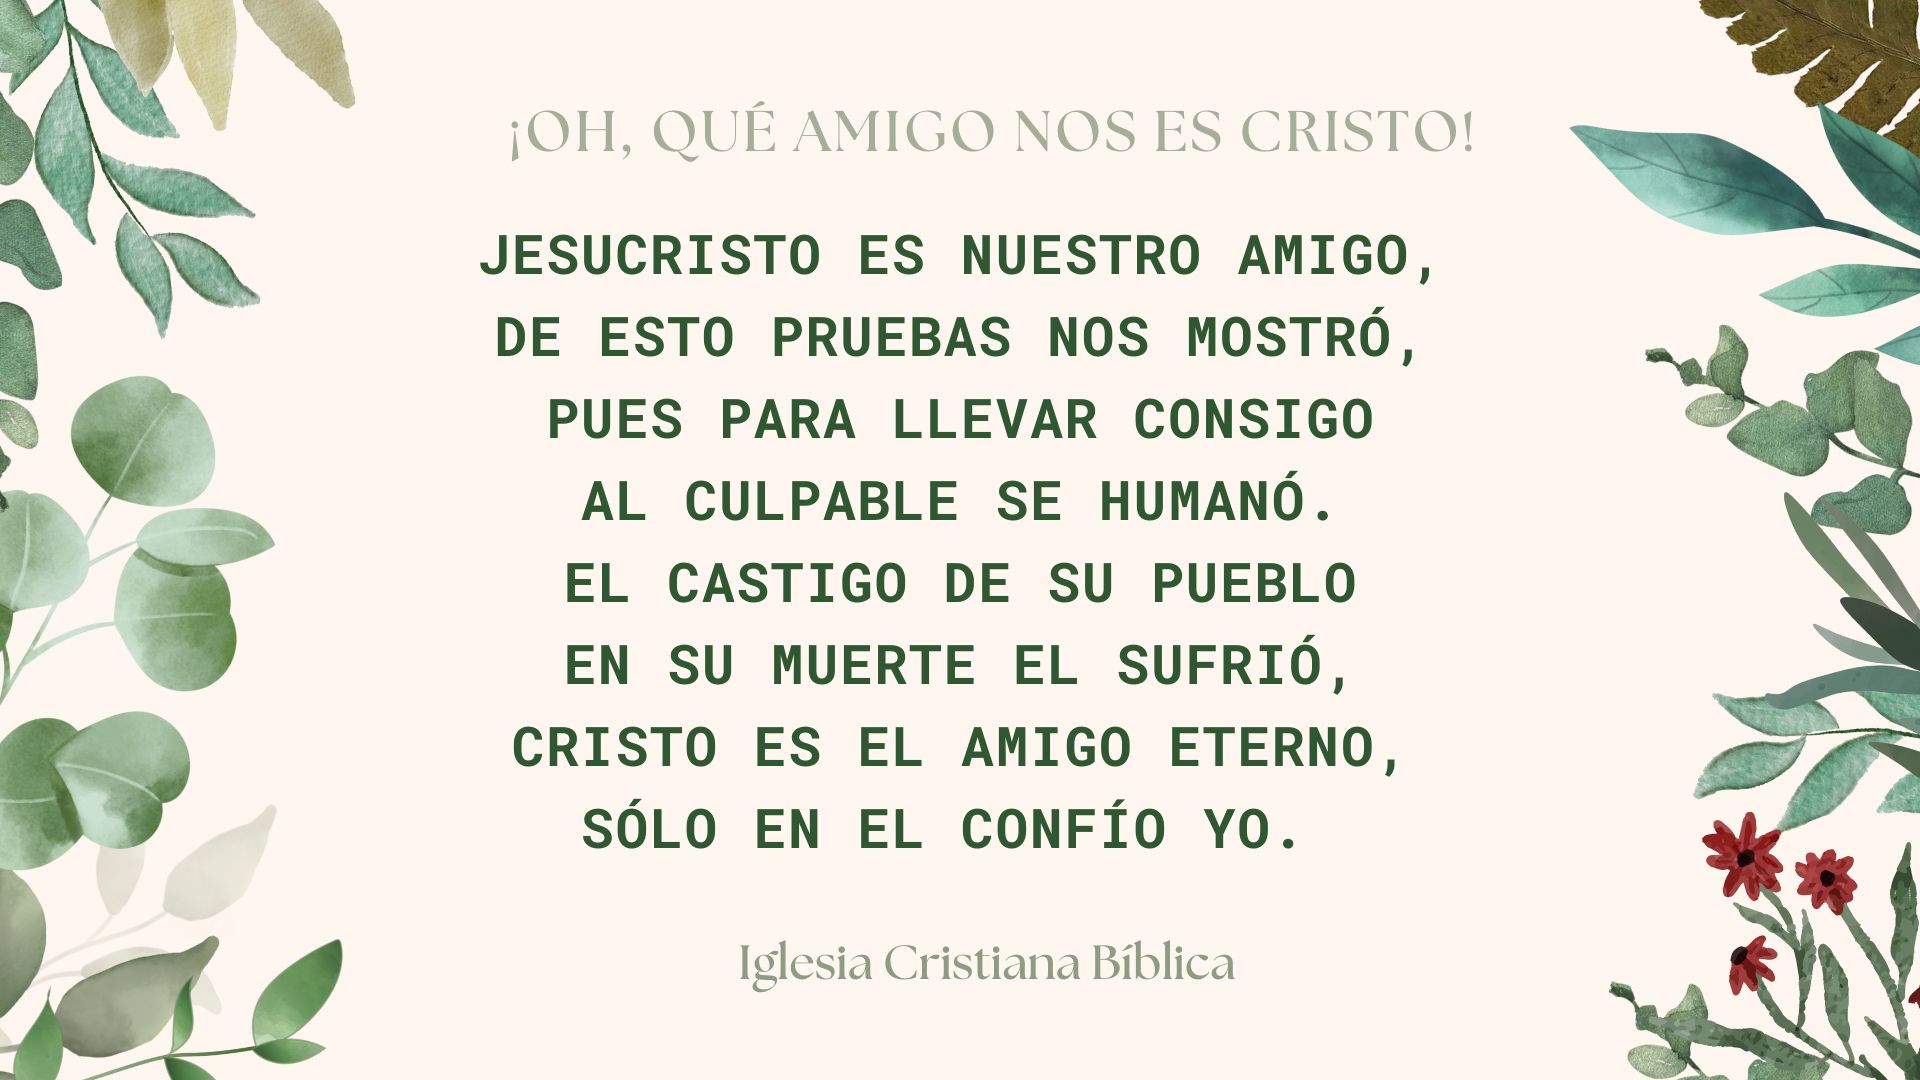 ¡OH, QUÉ AMIGO NOS ES CRISTO!
JESUCRISTO ES NUESTRO AMIGO,
DE ESTO PRUEBAS NOS MOSTRÓ,
PUES PARA LLEVAR CONSIGO
AL CULPABLE SE HUMANÓ.
EL CASTIGO DE SU PUEBLO
EN SU MUERTE EL SUFRIÓ,
CRISTO ES EL AMIGO ETERNO,
SÓLO EN EL CONFÍO YO.
Iglesia Cristiana Bíblica